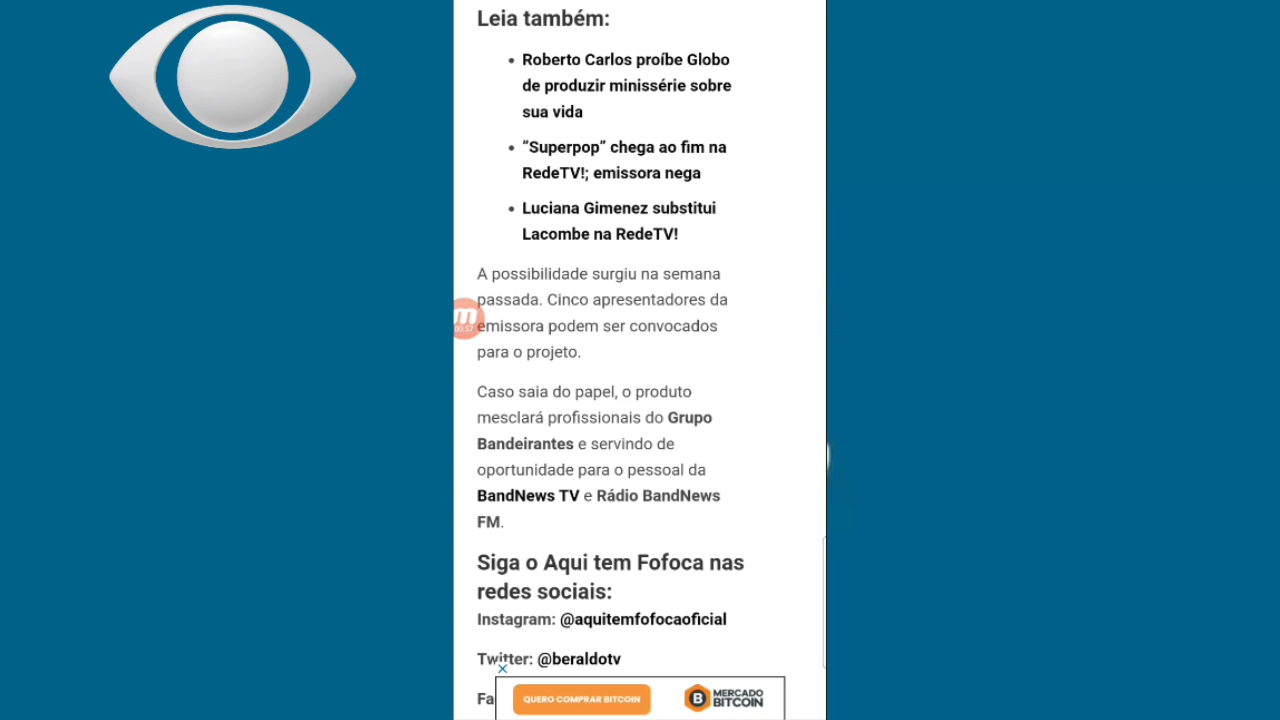 Leia também:
Roberto Carlos proíbe Globo
de produzir minissérie sobre
sua vida
”Superpop” chega ao fim na
RedeTV!; emissora nega
Luciana Gimenez substitui
Lacombe na RedeTV!
A possibilidade surgiu na semana
passada. Cinco apresentadores da
emissora podem ser convocados
para o projeto.
Caso saia do papel, o produto
mesclará profissionais do Grupo
Bandeirantes e servindo de
oportunidade para o pessoal da
BandNews TV e Rádio BandNews
FM.
Siga o Aqui tem Fofoca nas
redes sociais:
Instagram: @aquitemfofocaoficial
Twitter: @beraldotv
Fa
QUERO COMPRAR BITCOIN
MERCADO
BITCOIN